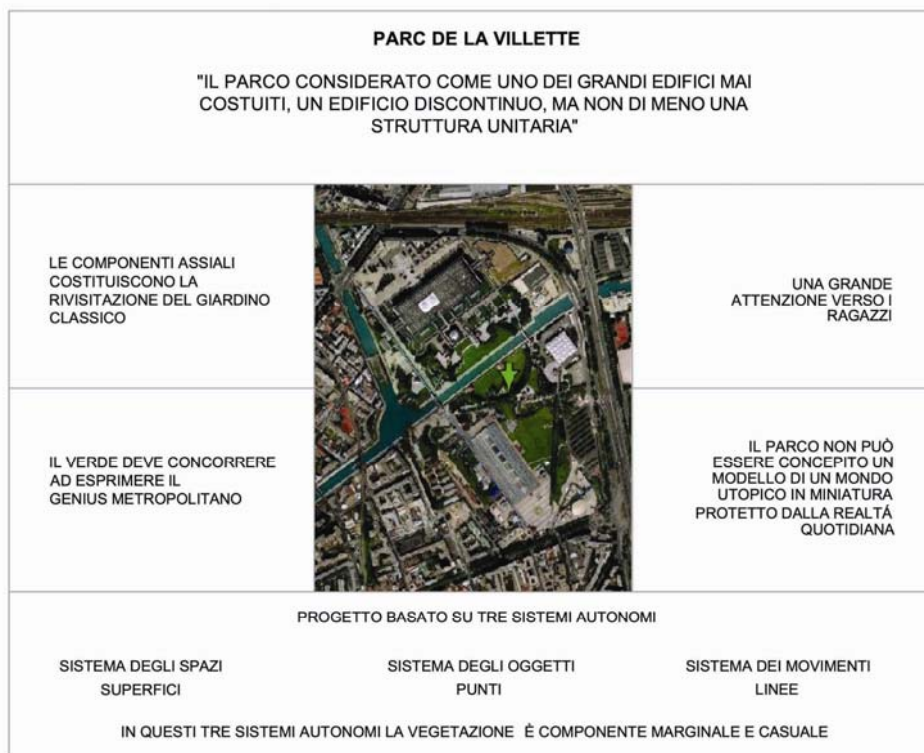 PARC DE LA VILLETTE
"IL PARCO CONSIDERATO COME UNO DEI GRANDI EDIFICI MAI
COSTUITI, UN EDIFICIO DISCONTINUO, MA NON DI MENO UNA
STRUTTURA UNITARIA"
LE COMPONENTI ASSIALI
COSTITUISCONO LA
RIVISITAZIONE DEL GIARDINO
CLASSICO
UNA GRANDE
ATTENZIONE VERSO I
RAGAZZI
IL VERDE DEVE CONCORRERE
AD ESPRIMERE IL
GENIUS METROPOLITANO
IL PARCO NON PUÒ
ESSERE CONCEPITO UN
MODELLO DI UN MONDO
UTOPICO IN MINIATURA
PROTETTO DALLA REALTÁ
QUOTIDIANA
PROGETTO BASATO SU TRE SISTEMI AUTONOMI
SISTEMA DEGLI SPAZI
SUPERFICI
SISTEMA DEGLI OGGETTI
PUNTI
SISTEMA DEI MOVIMENTI
LINEE
IN QUESTI TRE SISTEMI AUTONOMI LA VEGETAZIONE È COMPONENTE MARGINALE E CASUALE